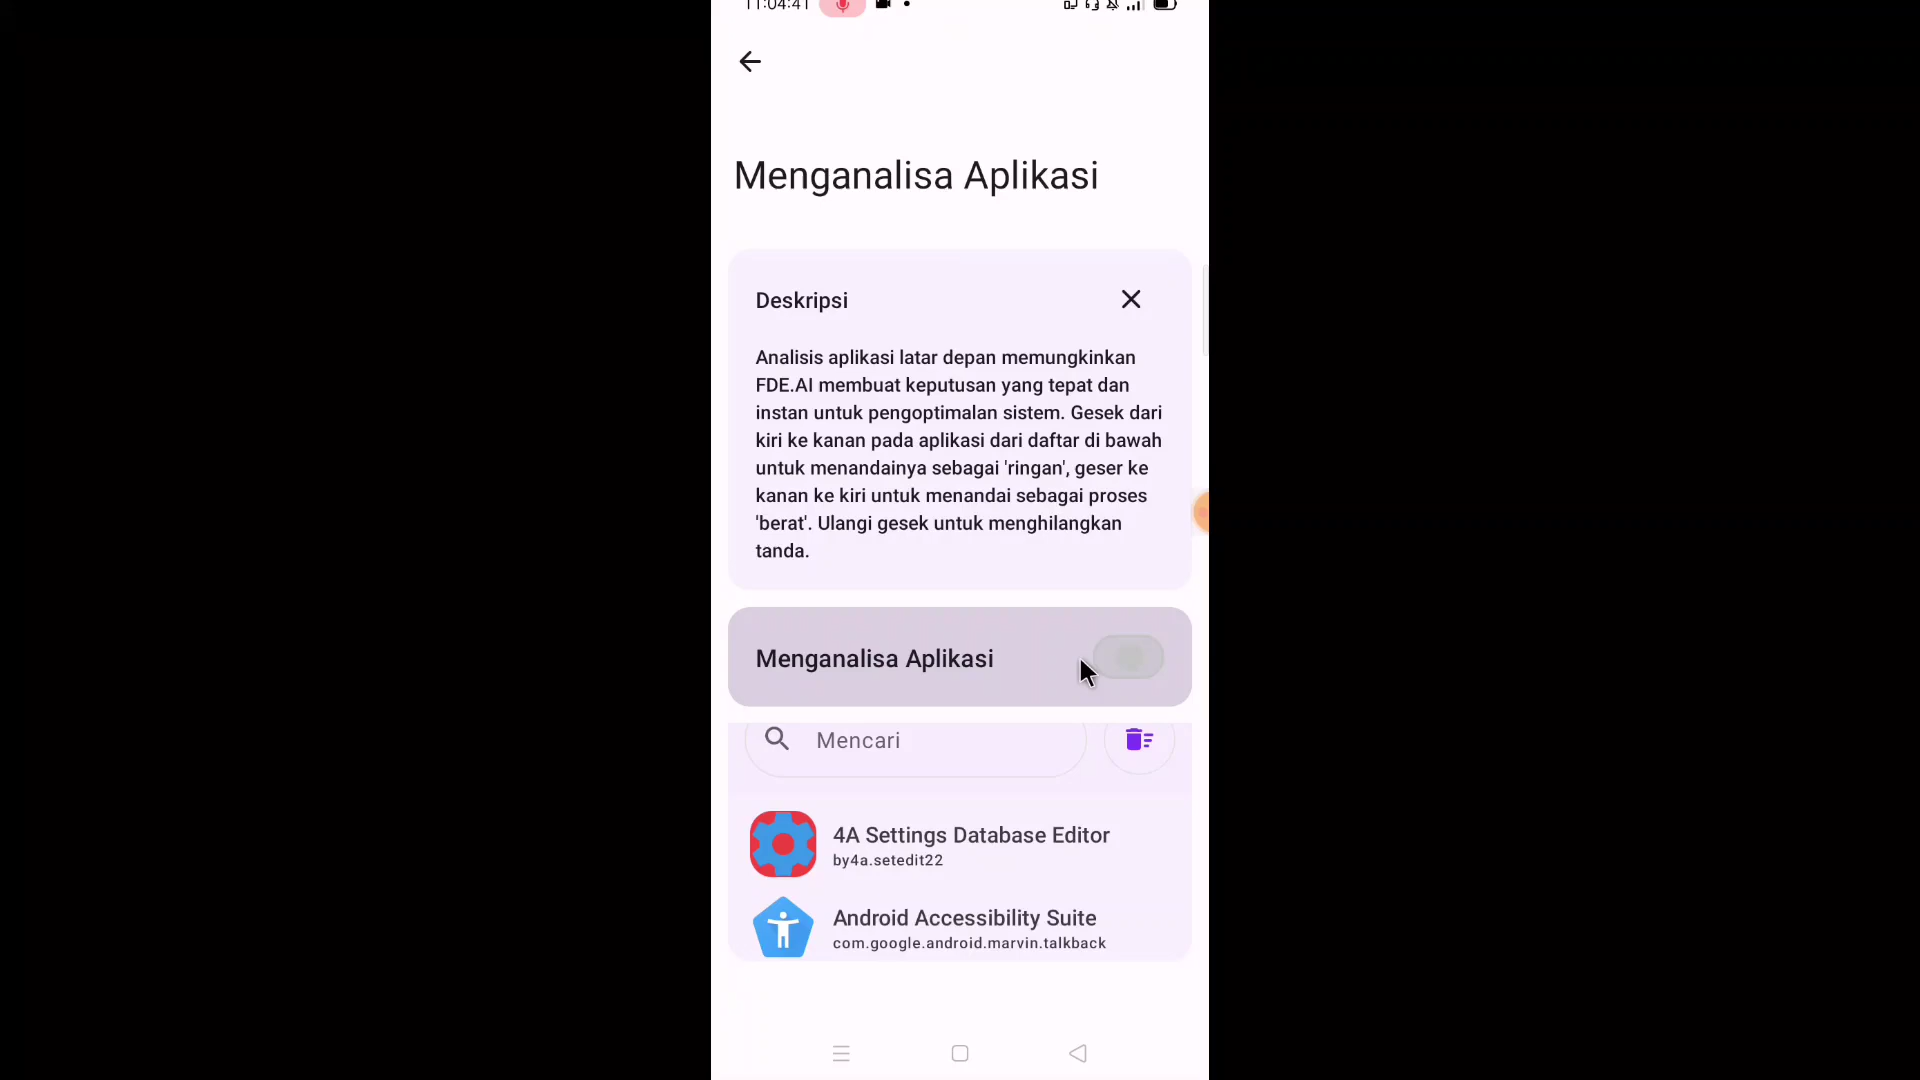 11:04:41
Menganalisa Aplikasi
Deskripsi
Analisis aplikasi latar depan memungkinkan
FDE.AI membuat keputusan yang tepat dan
instan untuk pengoptimalan sistem. Gesek dari
kiri ke kanan pada aplikasi dari daftar di bawah
untuk menandainya sebagai 'ringan', geser ke
kanan ke kiri untuk menandai sebagai proses
'berat'. Ulangi gesek untuk menghilangkan
tanda.
Menganalisa Aplikasi
Mencari
4A Settings Database Editor
by4a.setedit22
Android Accessibility Suite
com.google.android.marvin.talkback